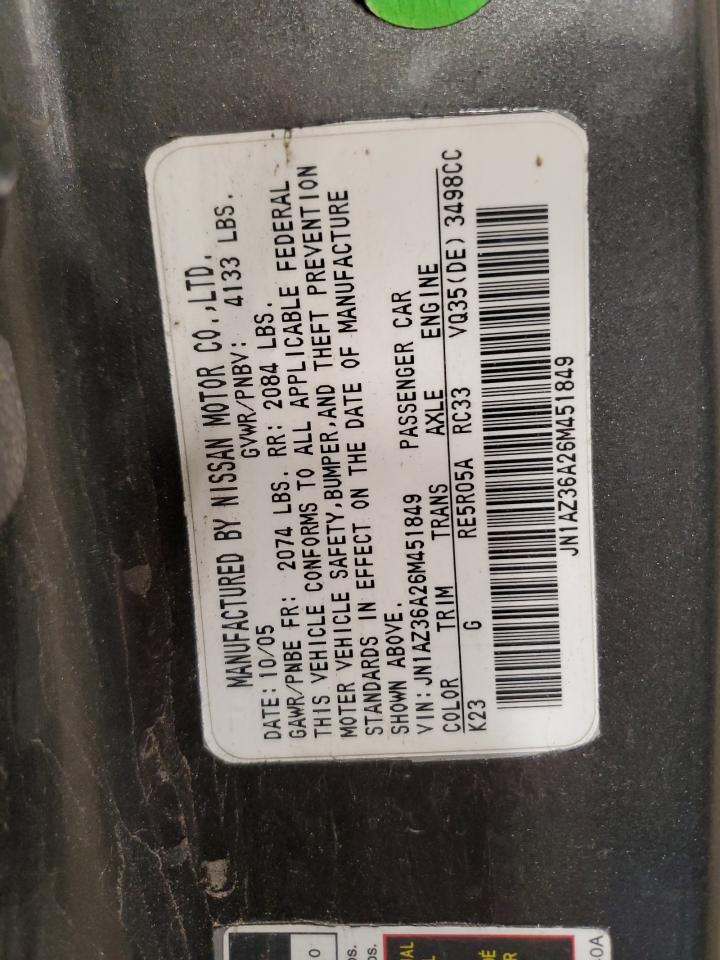 MANUFACTURED BY NISSAN MOTOR CO.,LTD.
DATE: 10/05 GVWR/PNBV: 4133 LBS.
GAWR/PNBE FR: 2074 LBS. RR: 2084 LBS.
THIS VEHICLE CONFORMS TO ALL APPLICABLE FEDERAL
MOTER VEHICLE SAFETY,BUMPER,AND THEFT PREVENTION
STANDARDS IN EFFECT ON THE DATE OF MANUFACTURE
SHOWN ABOVE.
VIN: JN1AZ36A26M451849 PASSENGER CAR
COLOR TRIM TRANS AXLE ENGINE
K23 G RE5R05A RC33 VQ35(DE) 3498CC
JN1AZ36A26M451849